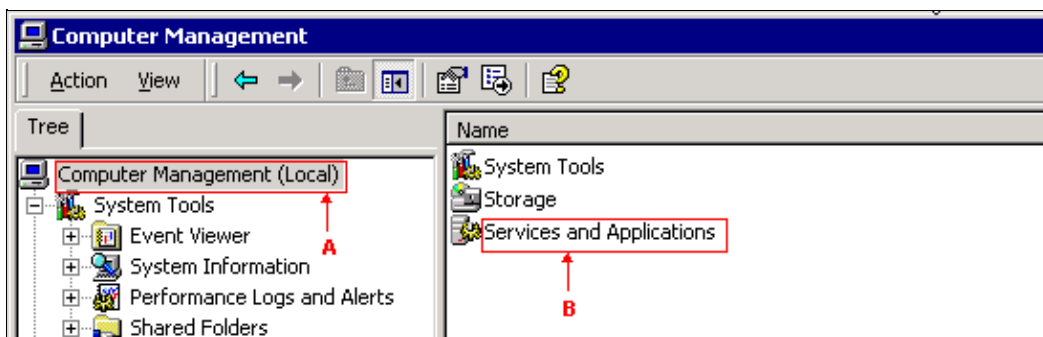 Computer Management
Action View
Tree
Name
Computer Management (Local)
System Tools
Event Viewer
System Information
Performance Logs and Alerts
Shared Folders
A
System Tools
Storage
Services and Applications
B